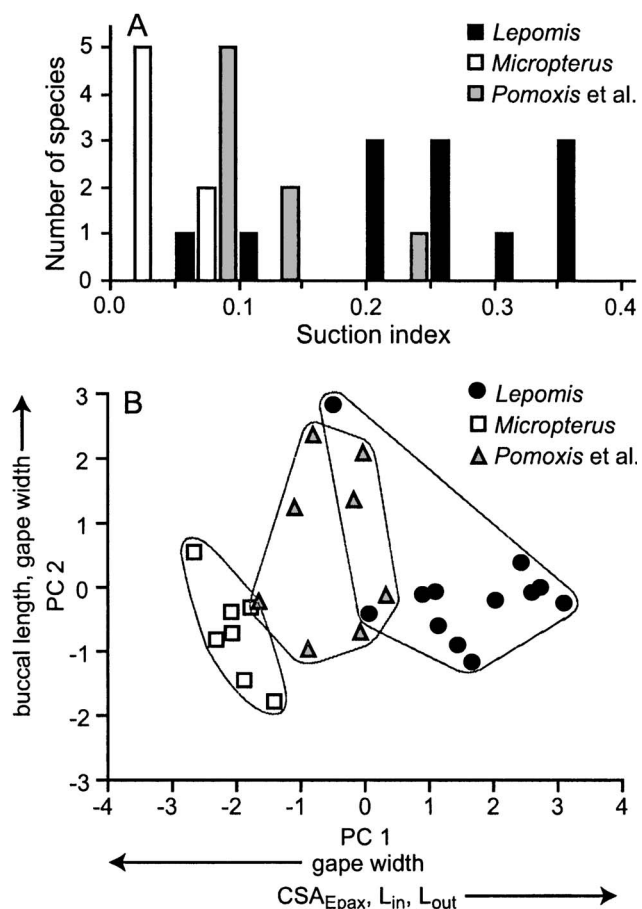 A
Number of species
5
4
3
2
1
0
Lepomis
Micropterus
Pomoxis et al.
0.0
0.1
0.2
0.3
0.4
Suction index
B
buccal length, gape width
PC 2
3
2
1
0
-1
-2
-3
Lepomis
Micropterus
Pomoxis et al.
-4
-3
-2
-1
0
1
2
3
4
PC 1
gape width
CSAEpax, Lin, Lout